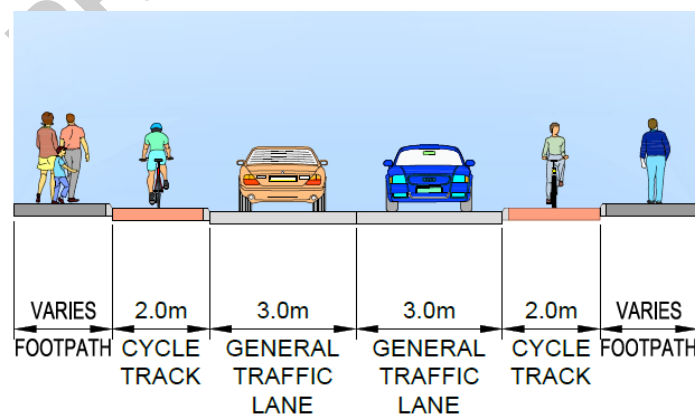 VARIES 2.0m 3.0m 3.0m 2.0m VARIES
FOOTPATH CYCLE GENERAL GENERAL CYCLE FOOTPATH
TRACK TRAFFIC TRAFFIC TRACK
LANE LANE